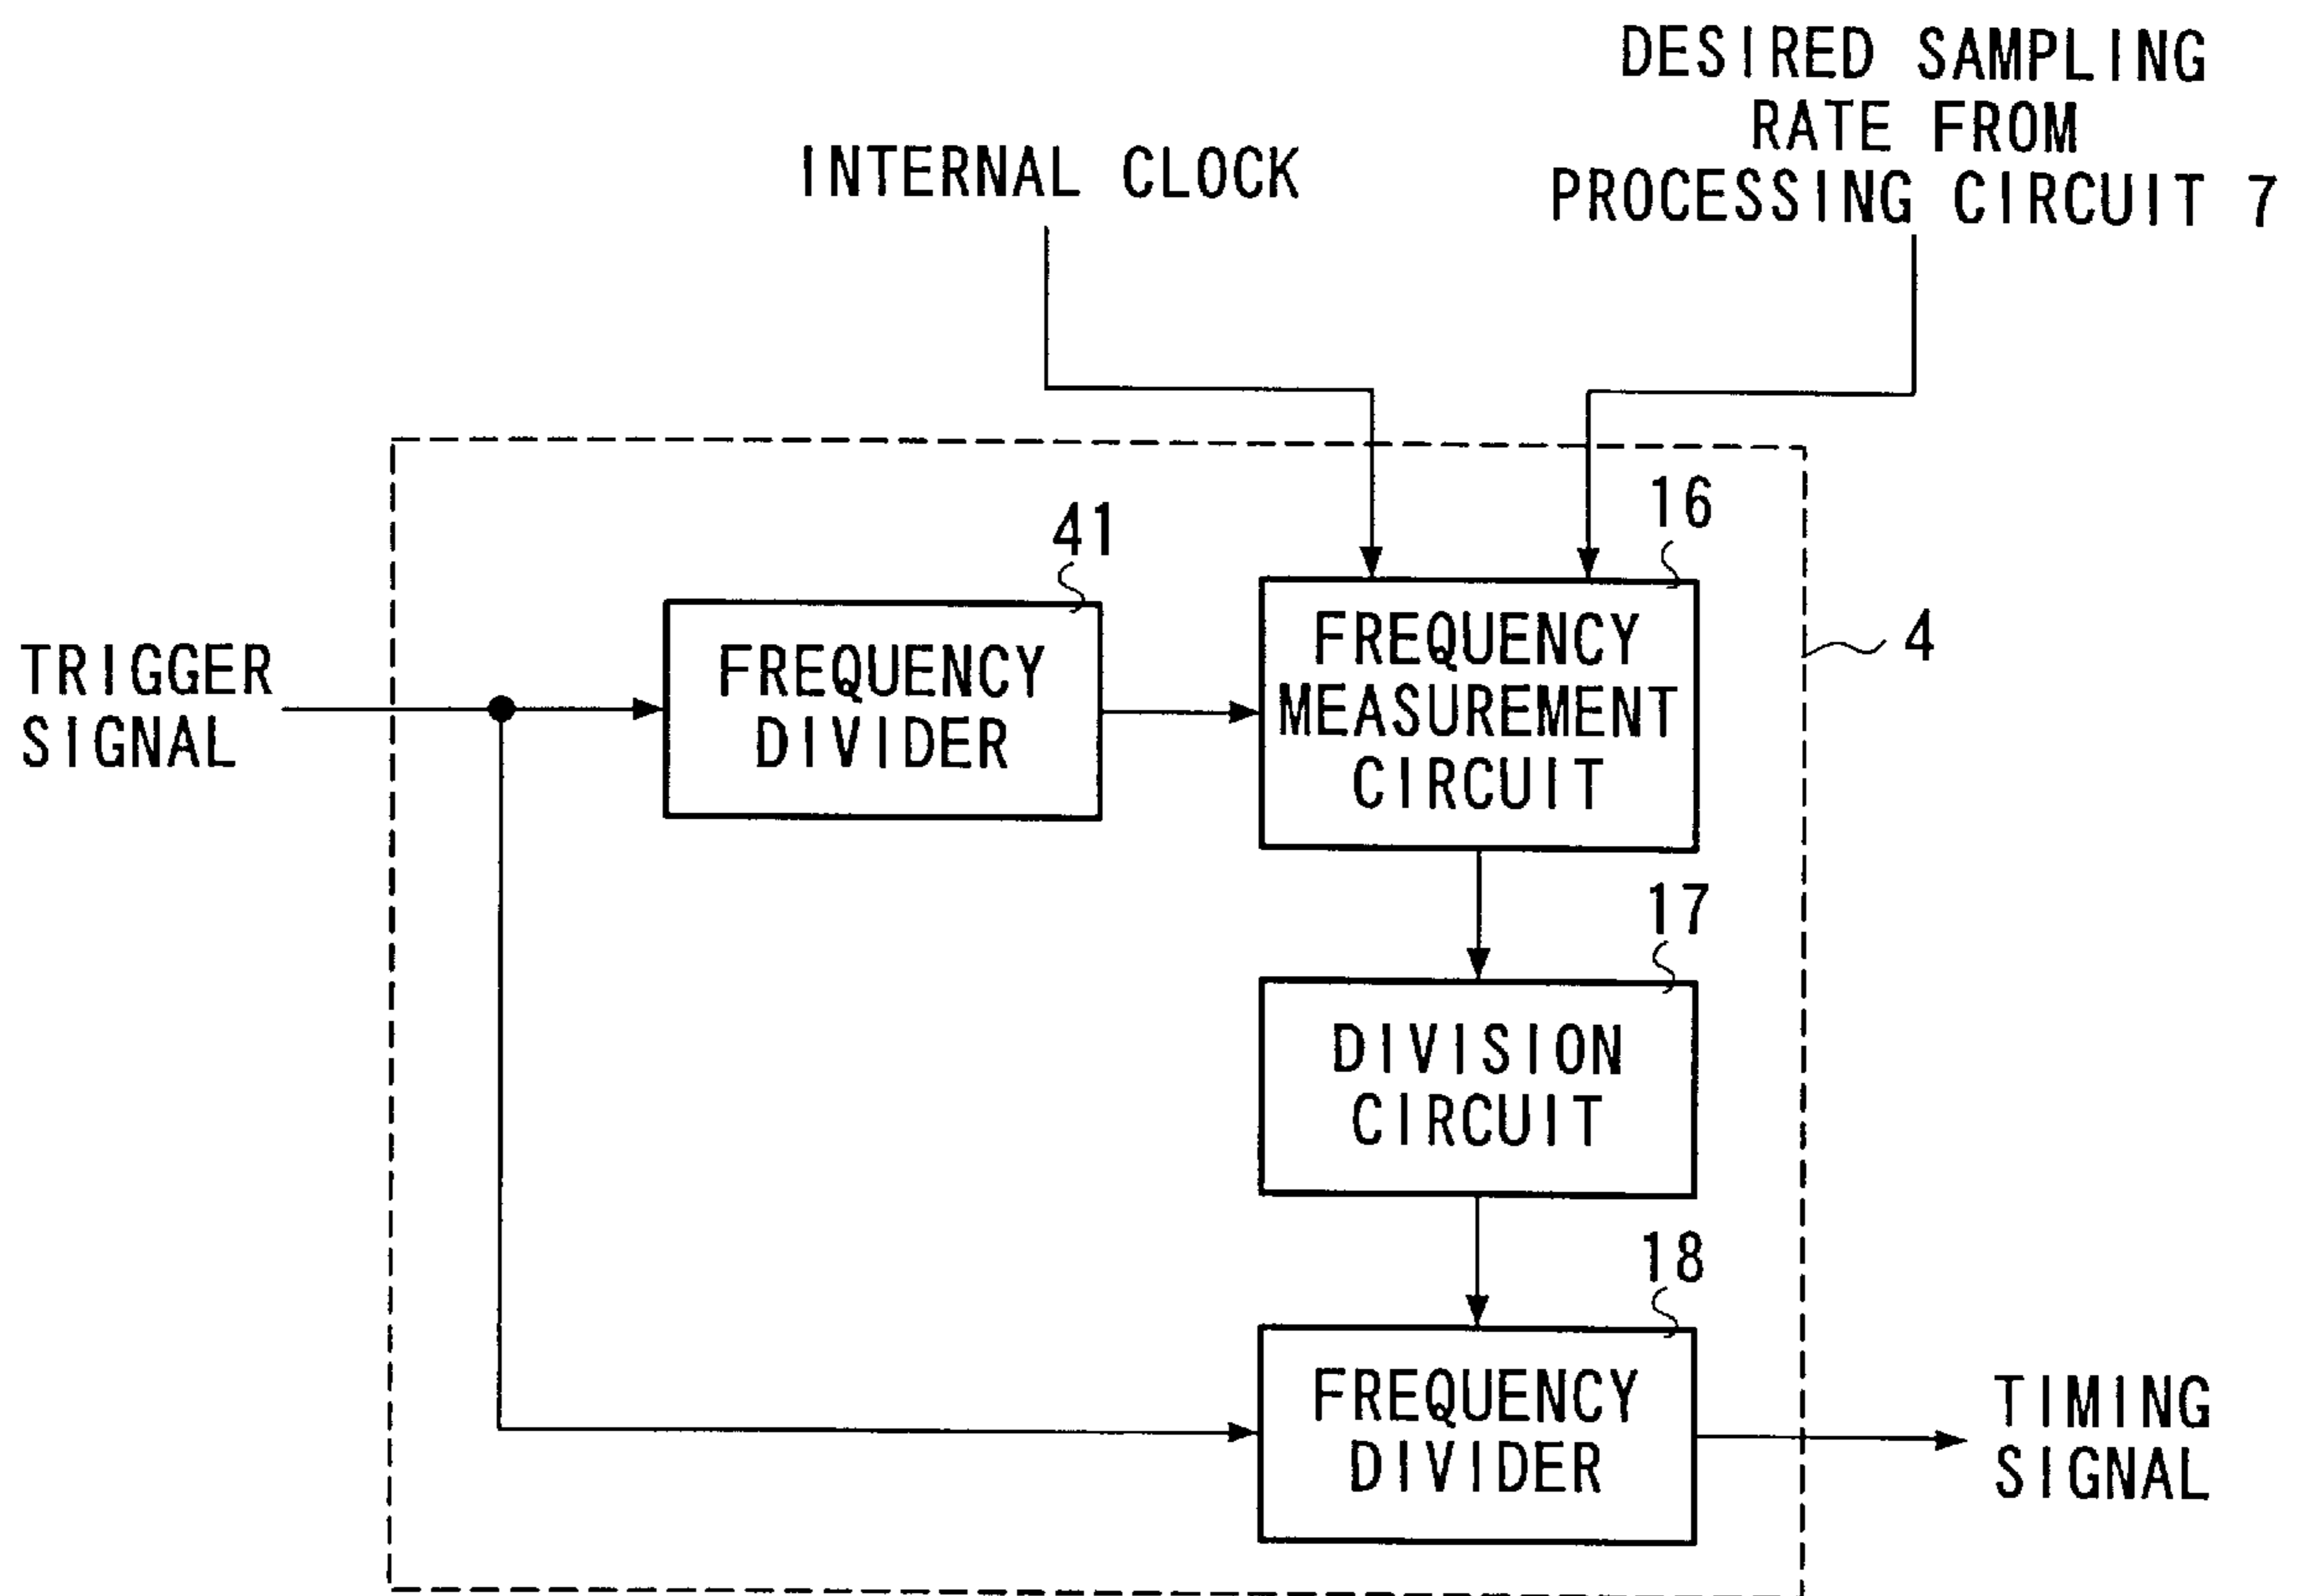 DESIRED SAMPLING
RATE FROM
PROCESSING CIRCUIT 7
INTERNAL CLOCK
16
41
4
TRIGGER
SIGNAL
FREQUENCY
DIVIDER
FREQUENCY
MEASUREMENT
CIRCUIT
17
DIVISION
CIRCUIT
18
FREQUENCY
DIVIDER
TIMING
SIGNAL